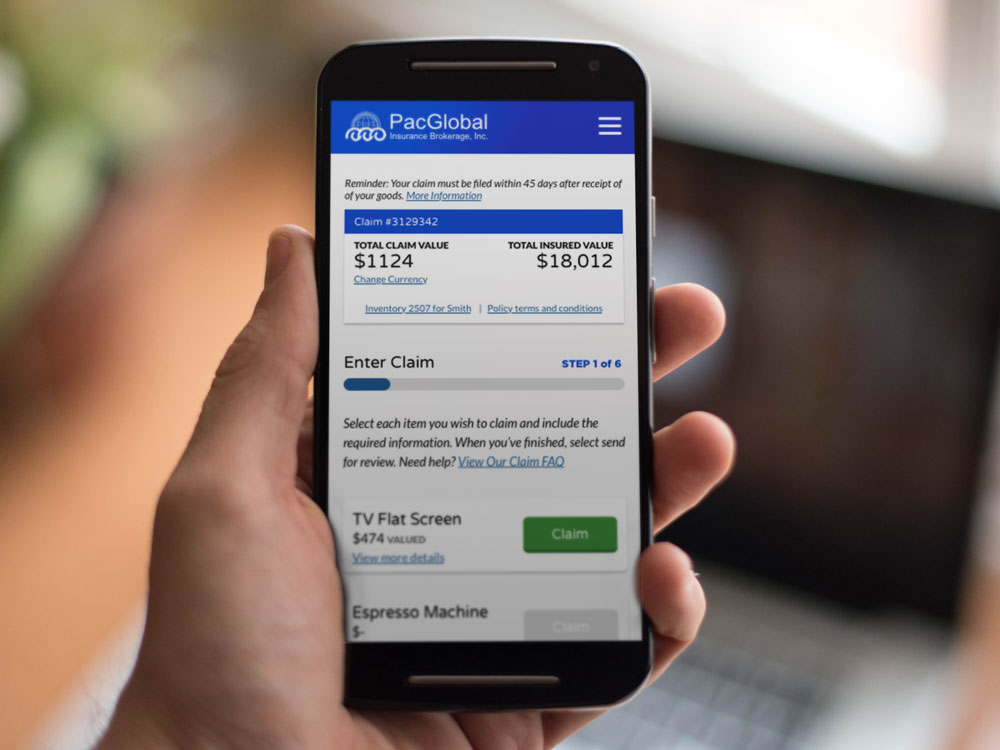 PacGlobal
Insurance Brokerage, Inc.
Reminder: Your claim must be filed within 45 days after receipt of
of your goods. More Information
Claim #3129342
TOTAL CLAIM VALUE TOTAL INSURED VALUE
$1124 $18,012
Change Currency
Inventory 2507 for Smith | Policy terms and conditions
Enter Claim STEP 1 of 6
Select each item you wish to claim and include the
required information. When you've finished, select send
for review. Need help? View Our Claim FAQ
TV Flat Screen
$474 VALUED Claim
View more details
Espresso Machine
$- Claim